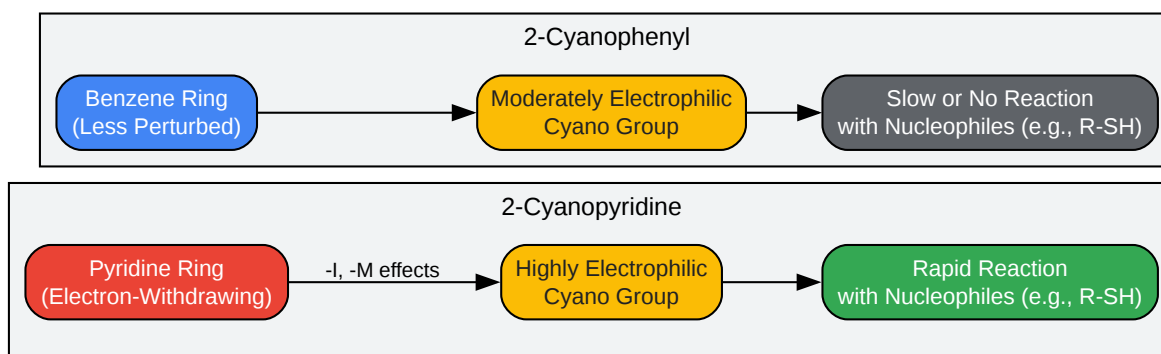 2-Cyanophenyl
Benzene Ring
(Less Perturbed)
Moderately Electrophilic
Cyano Group
Slow or No Reaction
with Nucleophiles (e.g., R-SH)
2-Cyanopyridine
Pyridine Ring
(Electron-Withdrawing)
-I, -M effects
Highly Electrophilic
Cyano Group
Rapid Reaction
with Nucleophiles (e.g., R-SH)